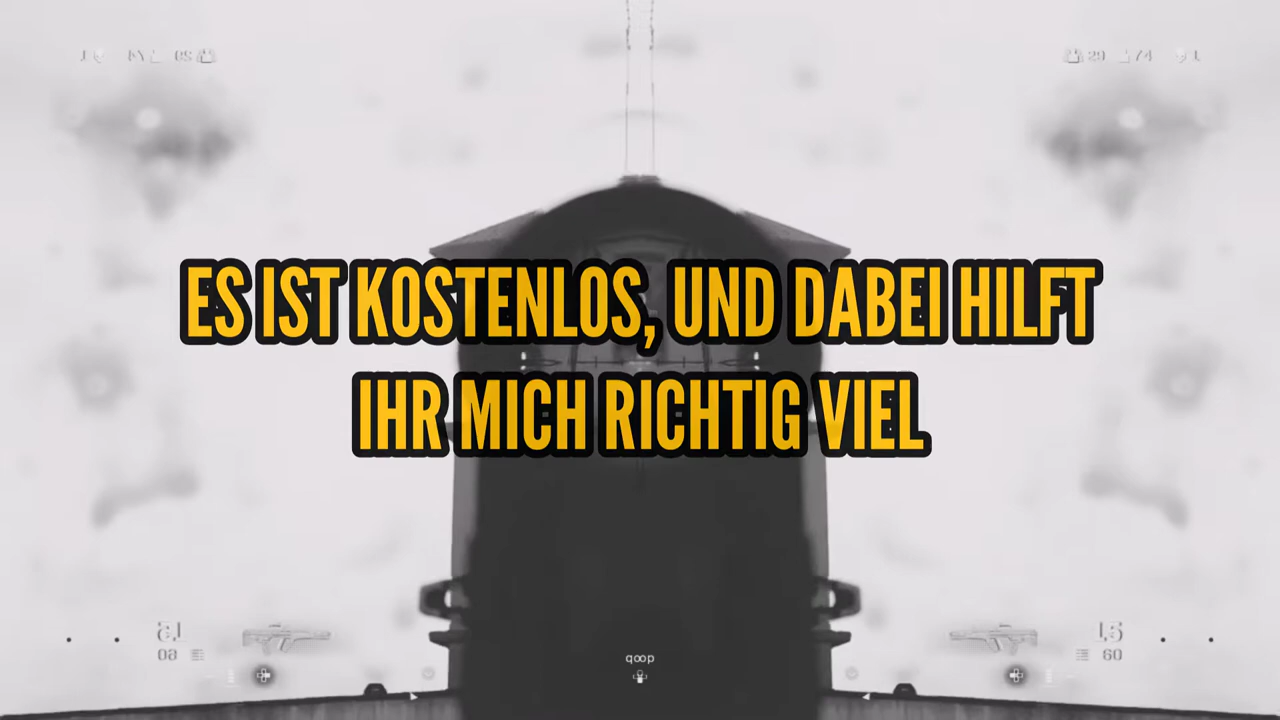 ES IST KOSTENLOS, UND DABEI HILFT
IHR MICH RICHTIG VIEL